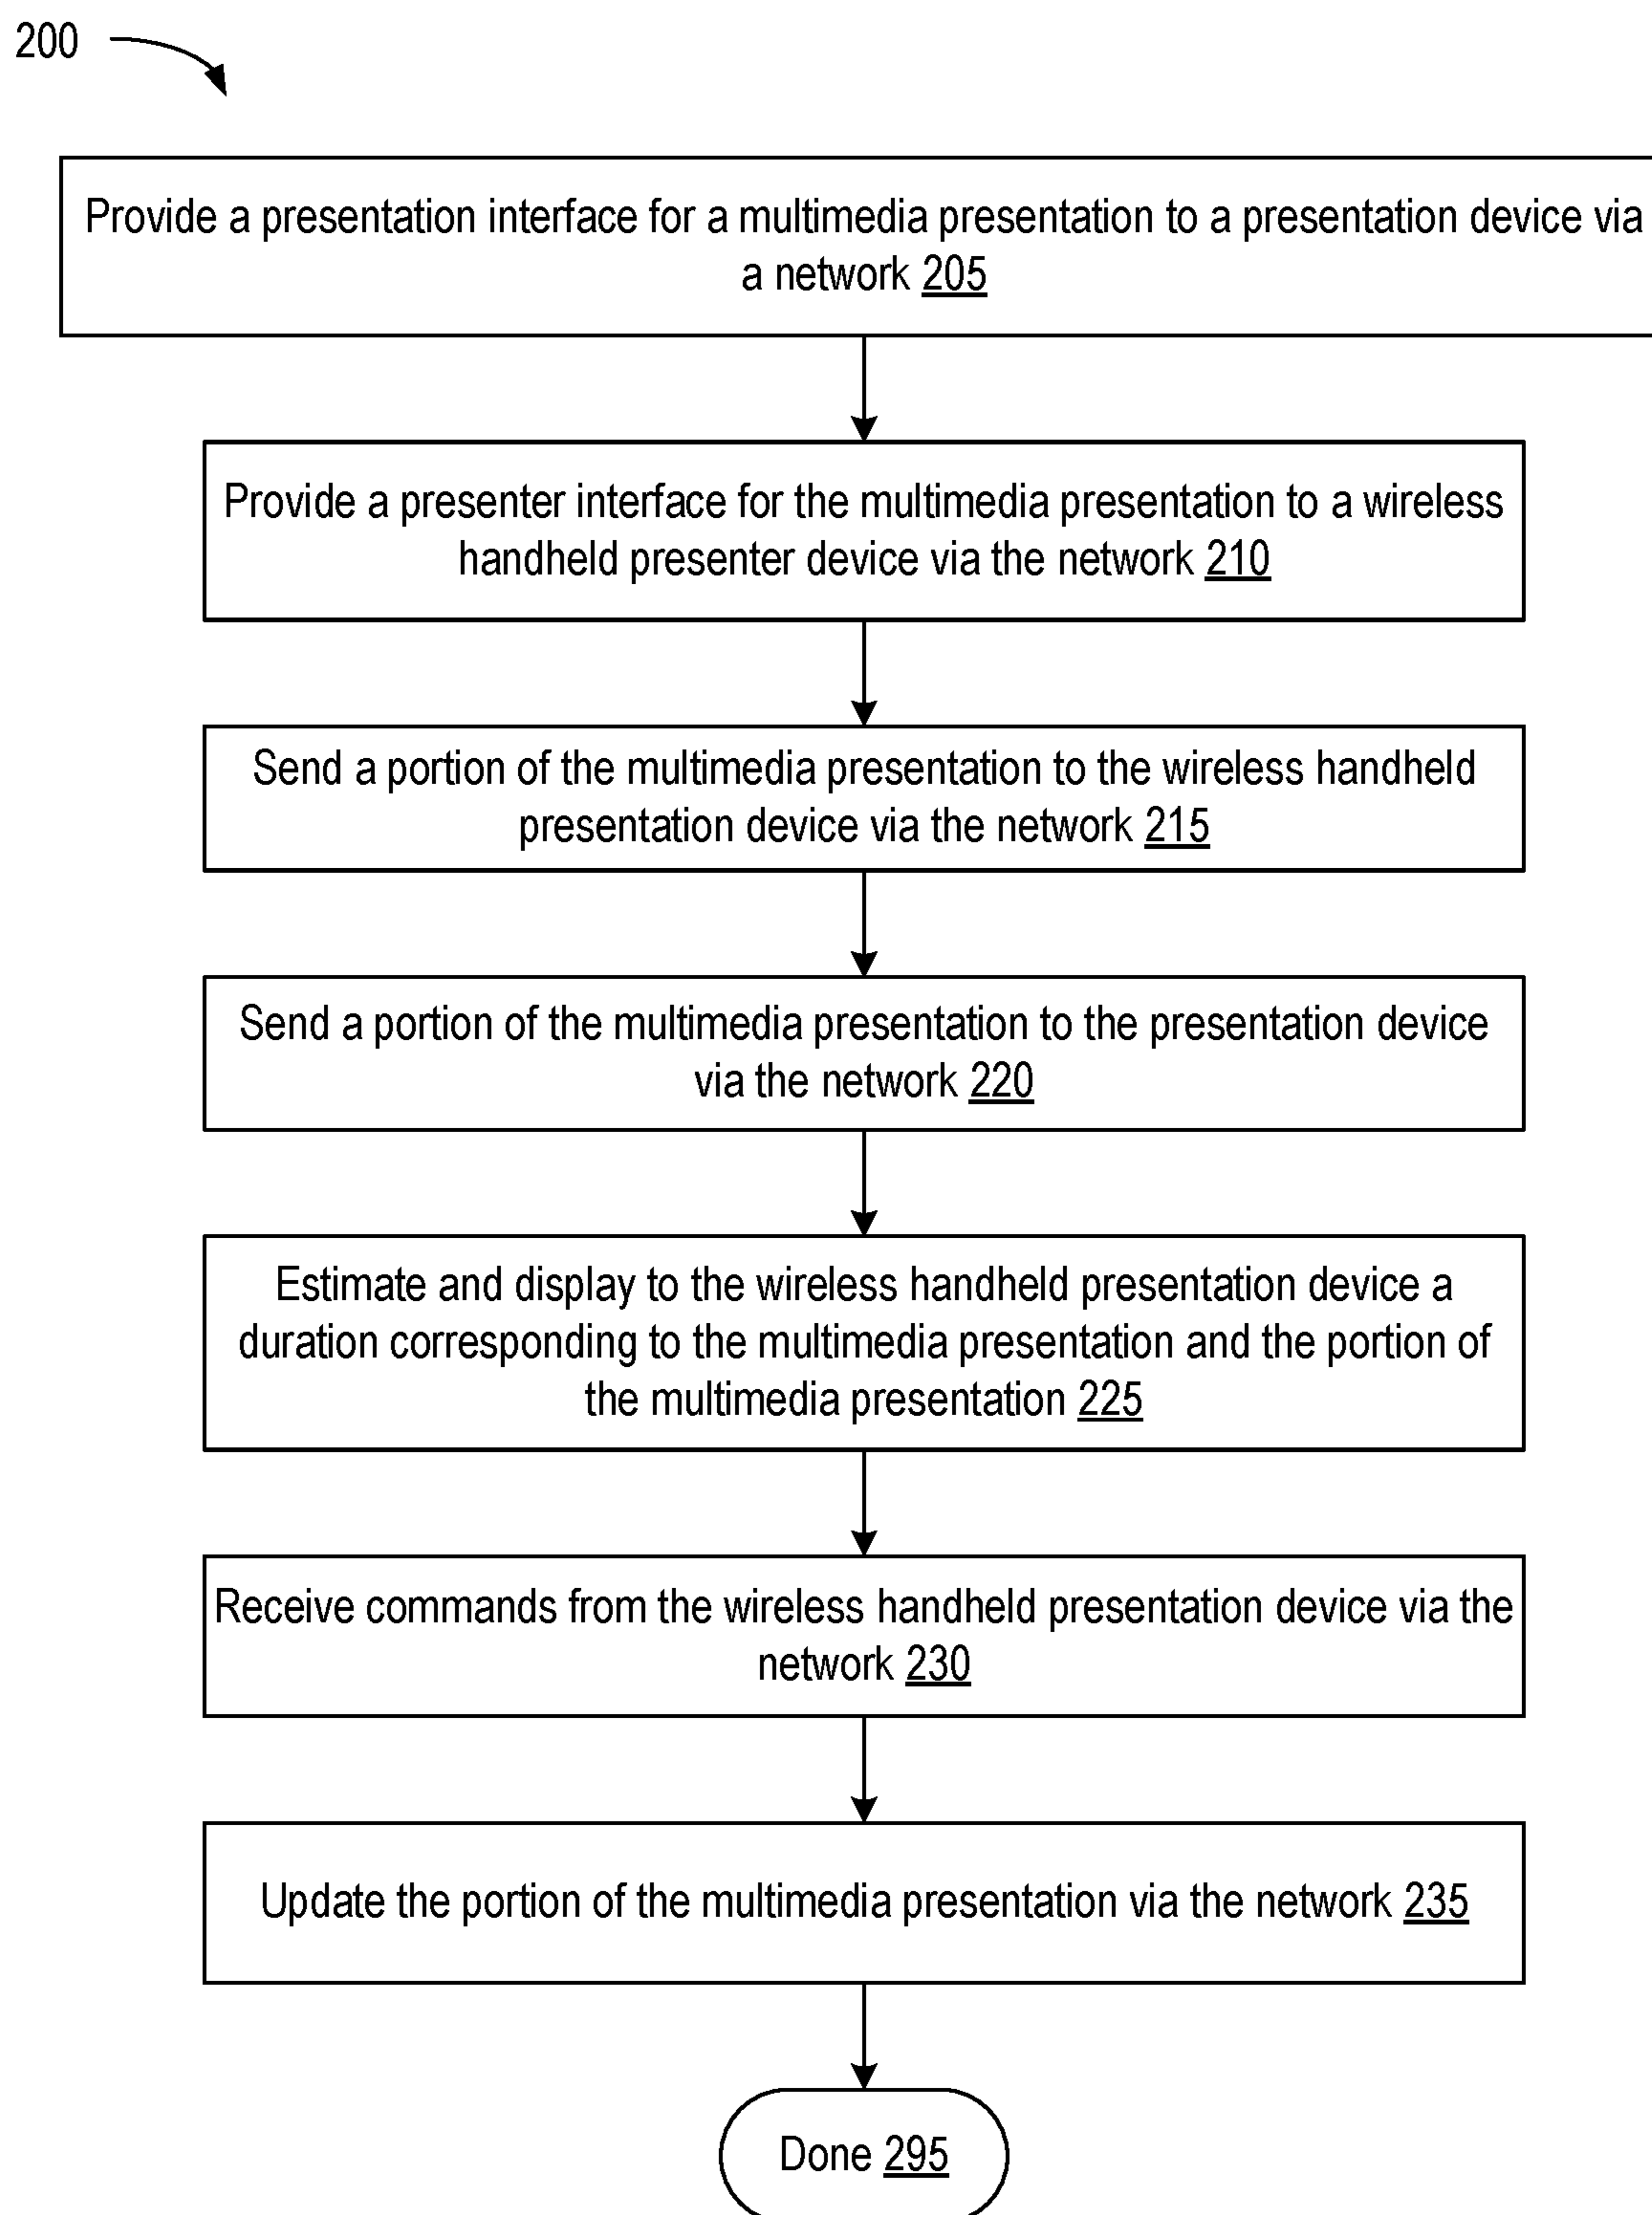 200
Provide a presentation interface for a multimedia presentation to a presentation device via
a network 205
Provide a presenter interface for the multimedia presentation to a wireless
handheld presenter device via the network 210
Send a portion of the multimedia presentation to the wireless handheld
presentation device via the network 215
Send a portion of the multimedia presentation to the presentation device
via the network 220
Estimate and display to the wireless handheld presentation device a
duration corresponding to the multimedia presentation and the portion of
the multimedia presentation 225
Receive commands from the wireless handheld presentation device via the
network 230
Update the portion of the multimedia presentation via the network 235
Done 295